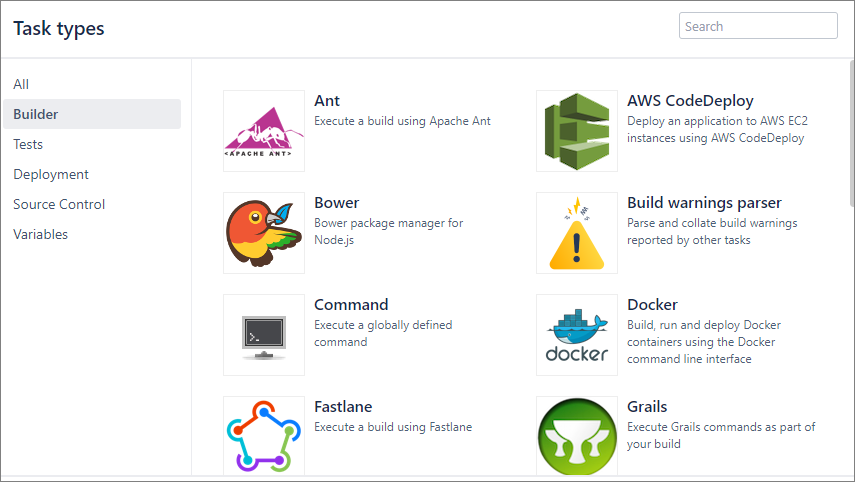 Task types
Search
All
Builder
Tests
Deployment
Source Control
Variables
Ant
Execute a build using Apache Ant
<APACHE ANT>
AWS CodeDeploy
Deploy an application to AWS EC2
instances using AWS CodeDeploy
Bower
Bower package manager for
Node.js
Build warnings parser
Parse and collate build warnings
reported by other tasks
Command
Execute a globally defined
command
Docker
Build, run and deploy Docker
containers using the Docker
command line interface
docker
Fastlane
Execute a build using Fastlane
Grails
Execute Grails commands as part of
your build